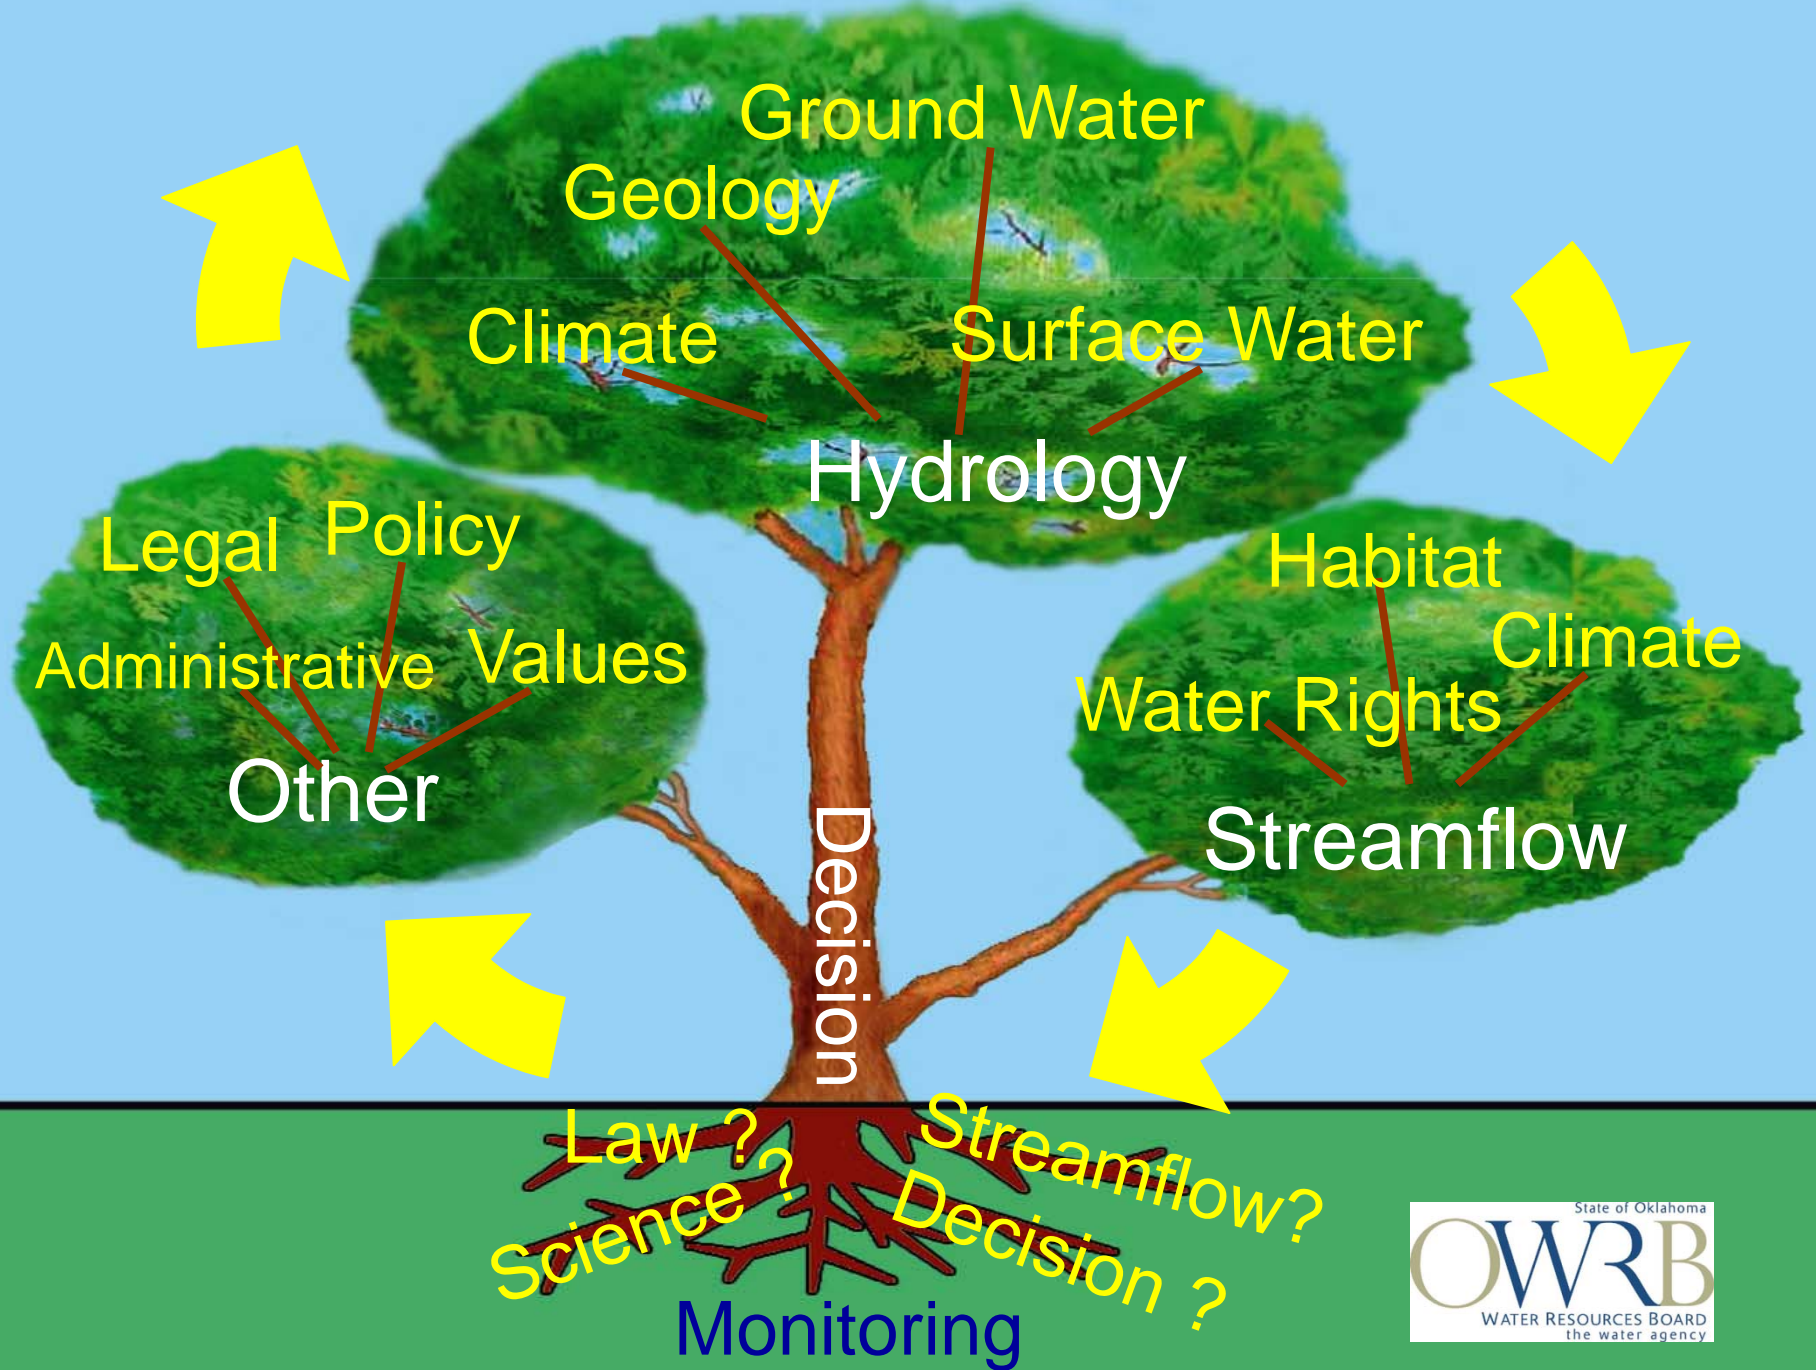 Ground Water
Geology
Climate
Surface Water
Hydrology
Legal
Policy
Administrative
Values
Other
Habitat
Climate
Water Rights
Streamflow
Decision
Law ?
Science ?
Streamflow?
Decision ?
Monitoring
State of Oklahoma
OWRB
WATER RESOURCES BOARD
the water agency